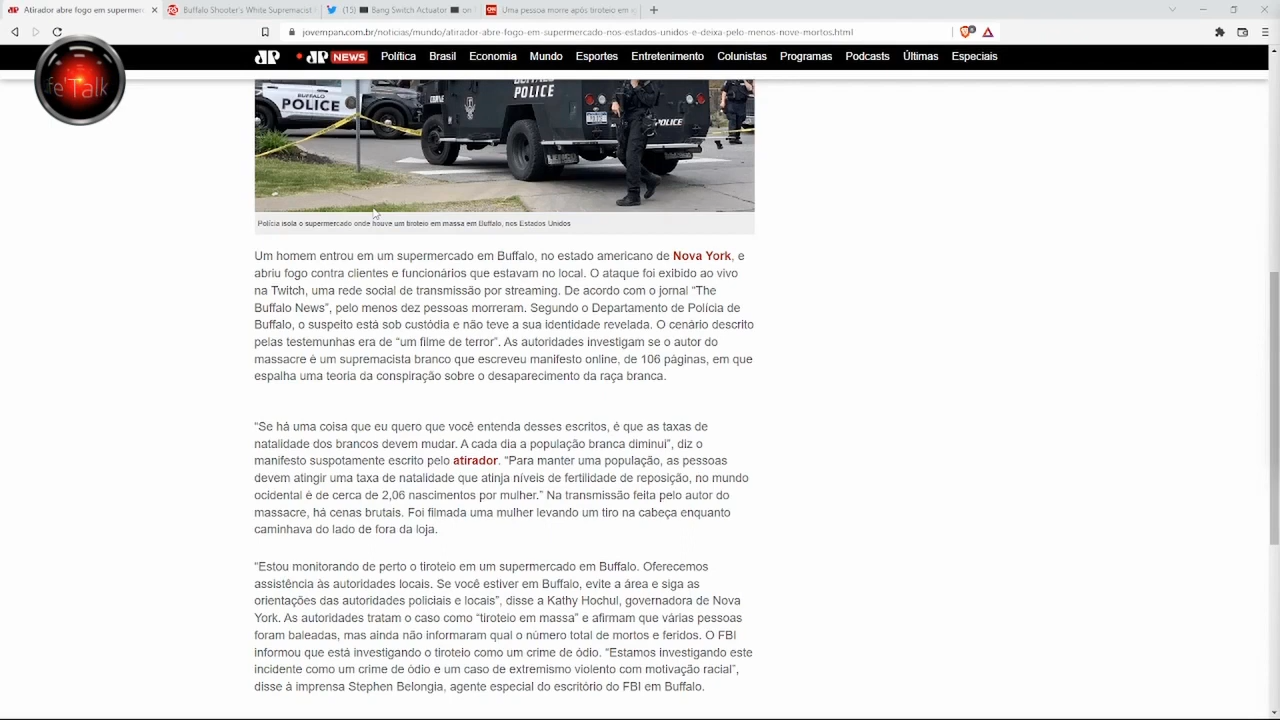 Atirador abre fogo em superme
Buffalo Shooter's White Supremacist
(15) Bang Switch Actuator on
Uma pessoa morre após tiroteio em
jovempan.com.br/noticias/mundo/atirador-abre-fogo-em-supermercado-nos-estados-unidos-e-deixa-pelo-menos-nove-mortos.html
JP JP NEWS Política Brasil Economia Mundo Esportes Entretenimento Colunistas Programas Podcasts Últimas Especiais
fe'Talk
BUFFALO
POLICE
BUFFALO
POLICE
POLICE
Polícia isola o supermercado onde houve um tiroteio em massa em Buffalo, nos Estados Unidos
Um homem entrou em um supermercado em Buffalo, no estado americano de Nova York, e
abriu fogo contra clientes e funcionários que estavam no local. O ataque foi exibido ao vivo
na Twitch, uma rede social de transmissão por streaming. De acordo com o jornal “The
Buffalo News”, pelo menos dez pessoas morreram. Segundo o Departamento de Polícia de
Buffalo, o suspeito está sob custódia e não teve a sua identidade revelada. O cenário descrito
pelas testemunhas era de “um filme de terror”. As autoridades investigam se o autor do
massacre é um supremacista branco que escreveu manifesto online, de 106 páginas, em que
espalha uma teoria da conspiração sobre o desaparecimento da raça branca.
“Se há uma coisa que eu quero que você entenda desses escritos, é que as taxas de
natalidade dos brancos devem mudar. A cada dia a população branca diminui”, diz o
manifesto suspotamente escrito pelo atirador. “Para manter uma população, as pessoas
devem atingir uma taxa de natalidade que atinja níveis de fertilidade de reposição, no mundo
ocidental é de cerca de 2,06 nascimentos por mulher.” Na transmissão feita pelo autor do
massacre, há cenas brutais. Foi filmada uma mulher levando um tiro na cabeça enquanto
caminhava do lado de fora da loja.
“Estou monitorando de perto o tiroteio em um supermercado em Buffalo. Oferecemos
assistência às autoridades locais. Se você estiver em Buffalo, evite a área e siga as
orientações das autoridades policiais e locais”, disse a Kathy Hochul, governadora de Nova
York. As autoridades tratam o caso como “tiroteio em massa” e afirmam que várias pessoas
foram baleadas, mas ainda não informaram qual o número total de mortos e feridos. O FBI
informou que está investigando o tiroteio como um crime de ódio. “Estamos investigando este
incidente como um crime de ódio e um caso de extremismo violento com motivação racial”,
disse à imprensa Stephen Belongia, agente especial do escritório do FBI em Buffalo.